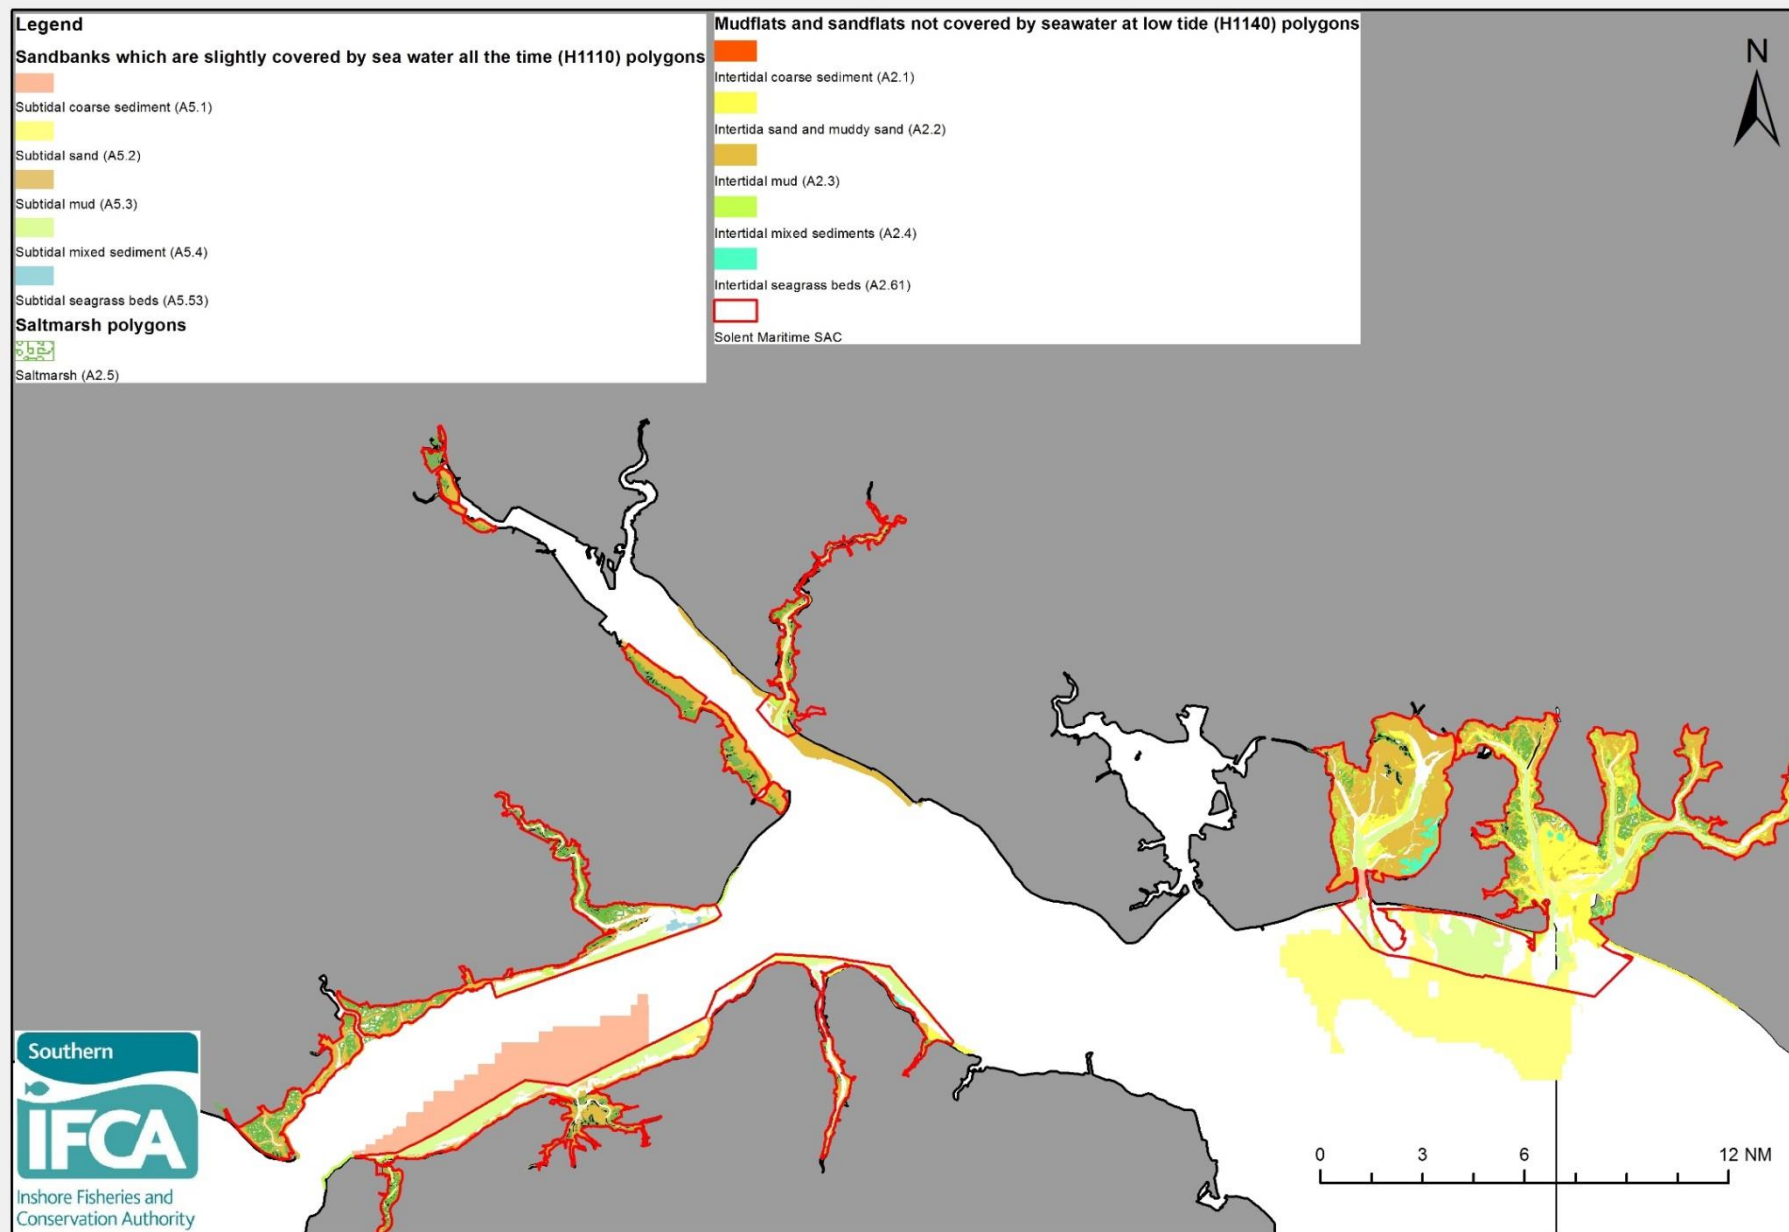 Legend
Sandbanks which are slightly covered by sea water all the time (H1110) polygons
Subtidal coarse sediment (A5.1)
Subtidal sand (A5.2)
Subtidal mud (A5.3)
Subtidal mixed sediment (A5.4)
Subtidal seagrass beds (A5.53)
Saltmarsh polygons
Saltmarsh (A2.5)
Mudflats and sandflats not covered by seawater at low tide (H1140) polygons
Intertidal coarse sediment (A2.1)
Intertida sand and muddy sand (A2.2)
Intertidal mud (A2.3)
Intertidal mixed sediments (A2.4)
Intertidal seagrass beds (A2.61)
Solent Maritime SAC
N
Southern
IFCA
Inshore Fisheries and
Conservation Authority
0 3 6 12 NM